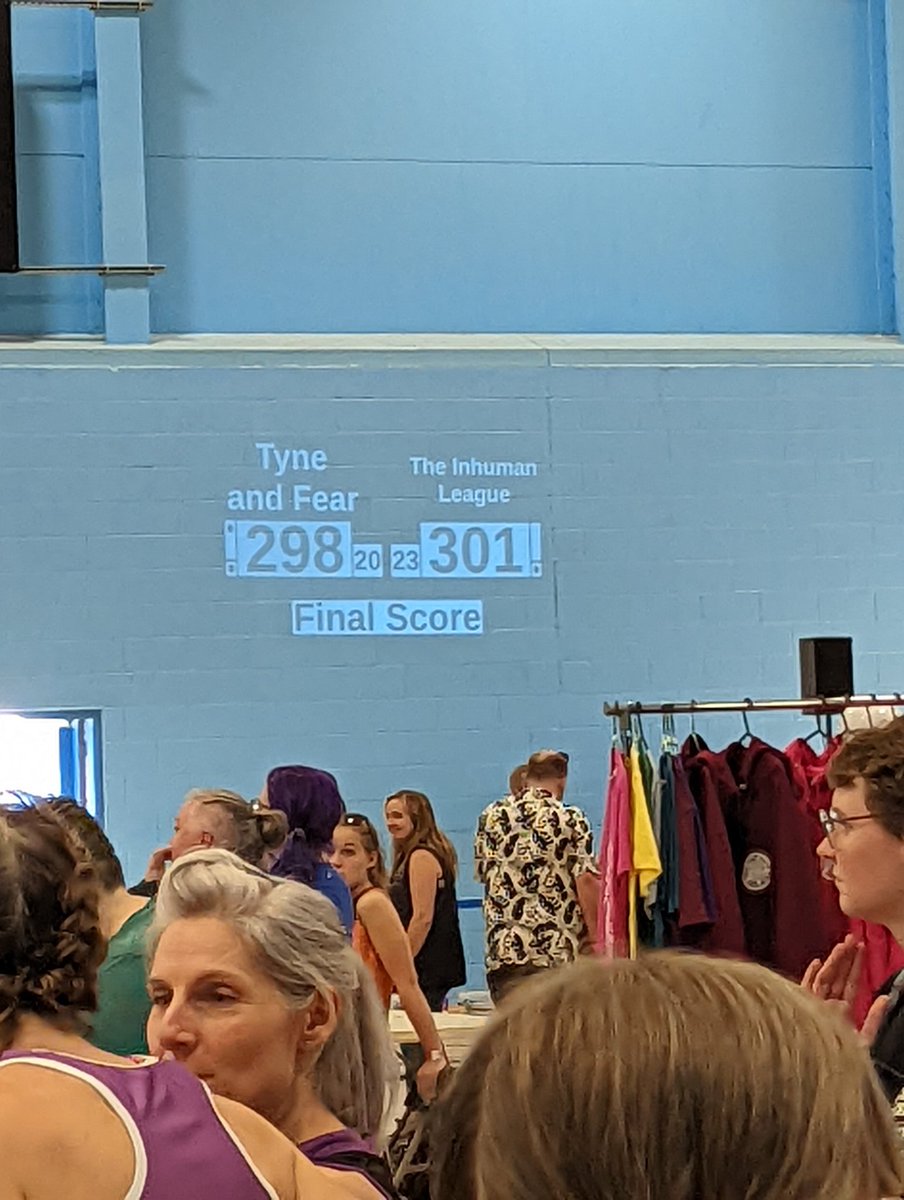 Tyne
and Fear
The Inhuman
League
298 20 23 301
Final Score